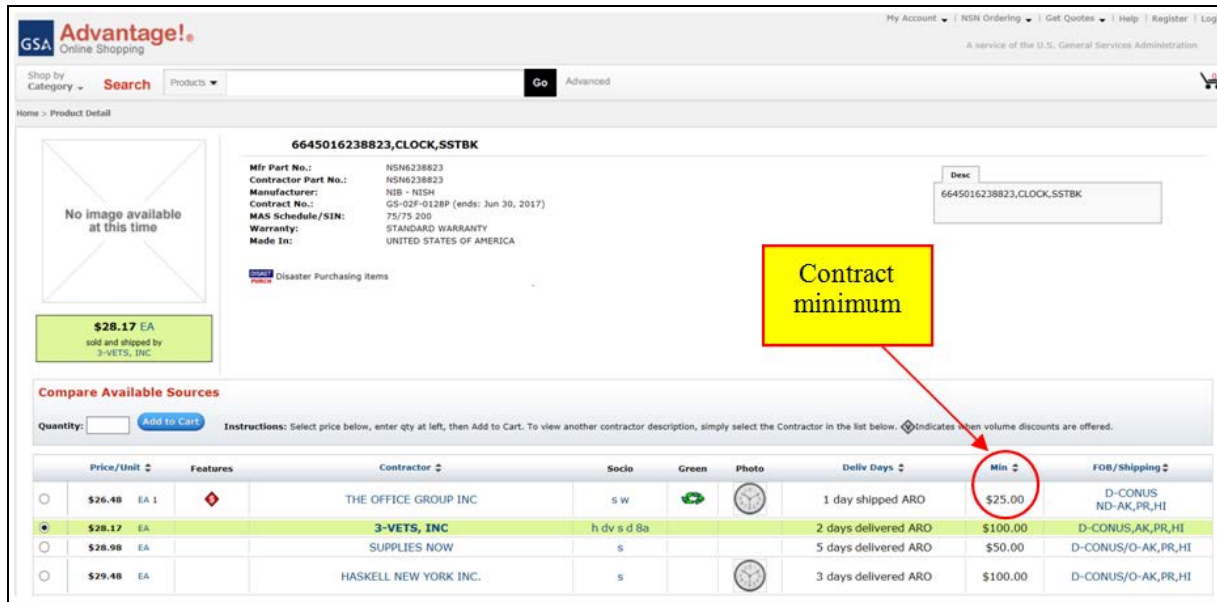 My Account | NSN Ordering | Get Quotes | Help | Register | Log
GSA Advantage!®
Online Shopping
A service of the U.S. General Services Administration
Shop by
Category
Search
Products
Go
Advanced
Home > Product Detail
No image available
at this time
$28.17 EA
sold and shipped by
3-VETS, INC
6645016238823,CLOCK,SSTBK
Mfr Part No.: NSN6238823
Contractor Part No.: NSN6238823
Manufacturer: NIB - NISH
Contract No.: GS-02F-0128P (ends: Jun 30, 2017)
MAS Schedule/SIN: 75/75 200
Warranty: STANDARD WARRANTY
Made In: UNITED STATES OF AMERICA
Disaster Purchasing Items
Desc
6645016238823,CLOCK,SSTBK
Contract
minimum
Compare Available Sources
Quantity: Add to Cart Instructions: Select price below, enter qty at left, then Add to Cart. To view another contractor description, simply select the Contractor in the list below. Indicates when volume discounts are offered.
Price/Unit Features Contractor Socio Green Photo Deliv Days Min FOB/Shipping
$26.48 EA 1 THE OFFICE GROUP INC s w 1 day shipped ARO $25.00 D-CONUS
ND-AK,PR,HI
$28.17 EA 3-VETS, INC h dv s d 8a 2 days delivered ARO $100.00 D-CONUS,AK,PR,HI
$28.98 EA SUPPLIES NOW s 5 days delivered ARO $50.00 D-CONUS/O-AK,PR,HI
$29.48 EA HASKELL NEW YORK INC. s 3 days delivered ARO $100.00 D-CONUS/O-AK,PR,HI